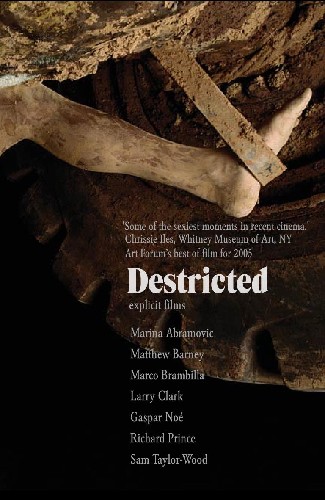 'Some of the sexiest moments in recent cinema.'
Chrissie Iles, Whitney Museum of Art, NY
Art Forum's best of film for 2005
Destricted
explicit films
Marina Abramovic
Matthew Barney
Marco Brambilla
Larry Clark
Gaspar Noé
Richard Prince
Sam Taylor-Wood